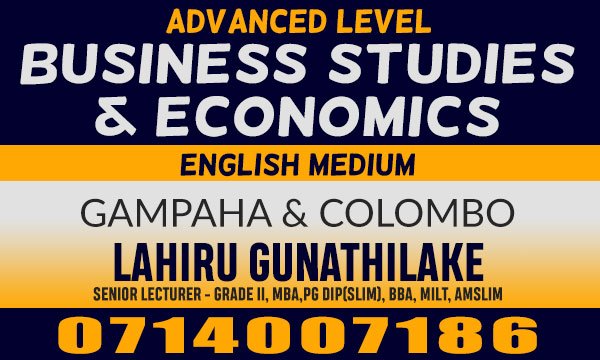 ADVANCED LEVEL
BUSINESS STUDIES
& ECONOMICS
ENGLISH MEDIUM
GAMPAHA & COLOMBO
LAHIRU GUNATHILAKE
SENIOR LECTURER - GRADE II, MBA,PG DIP(SLIM), BBA, MILT, AMSLIM
0714007186